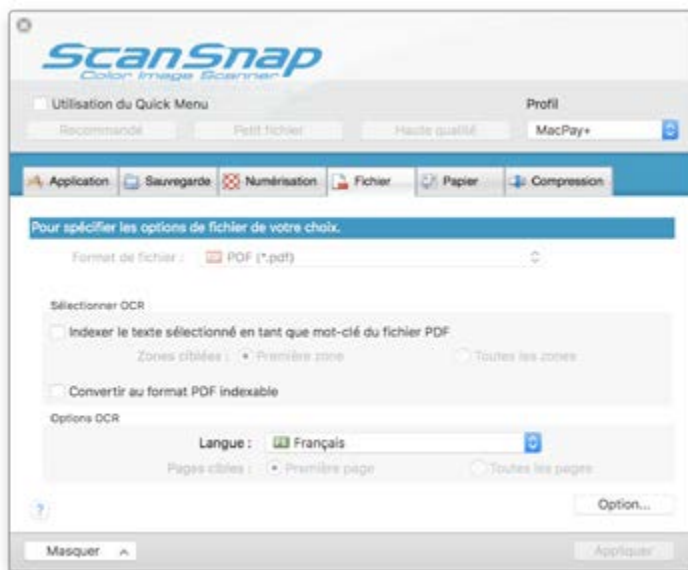 ScanSnap
Color Image Scanner
Utilisation du Quick Menu
Profil
Recommandé Petit fichier Haute qualité MacPay+
Application Sauvegarde Numérisation Fichier Papier Compression
Pour spécifier les options de fichier de votre choix.
Format de fichier : PDF (*.pdf)
Sélectionner OCR
Indexer le texte sélectionné en tant que mot-clé du fichier PDF
Zones ciblées : Première zone Toutes les zones
Convertir au format PDF indexable
Options OCR
Langue : Français
Pages cibles : Première page Toutes les pages
?
Option...
Masquer Appliquer